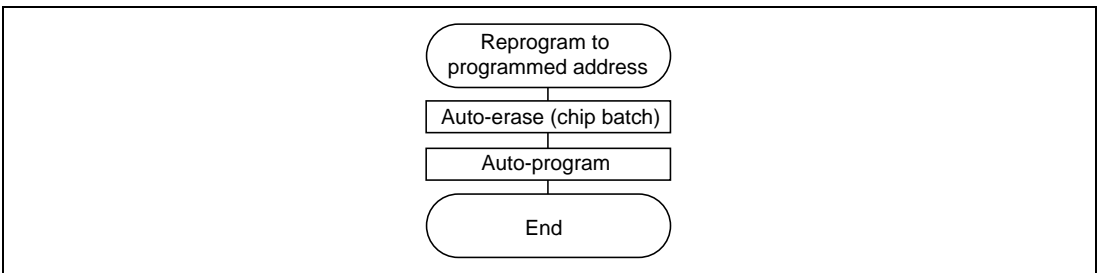 Reprogram to
programmed address
Auto-erase (chip batch)
Auto-program
End